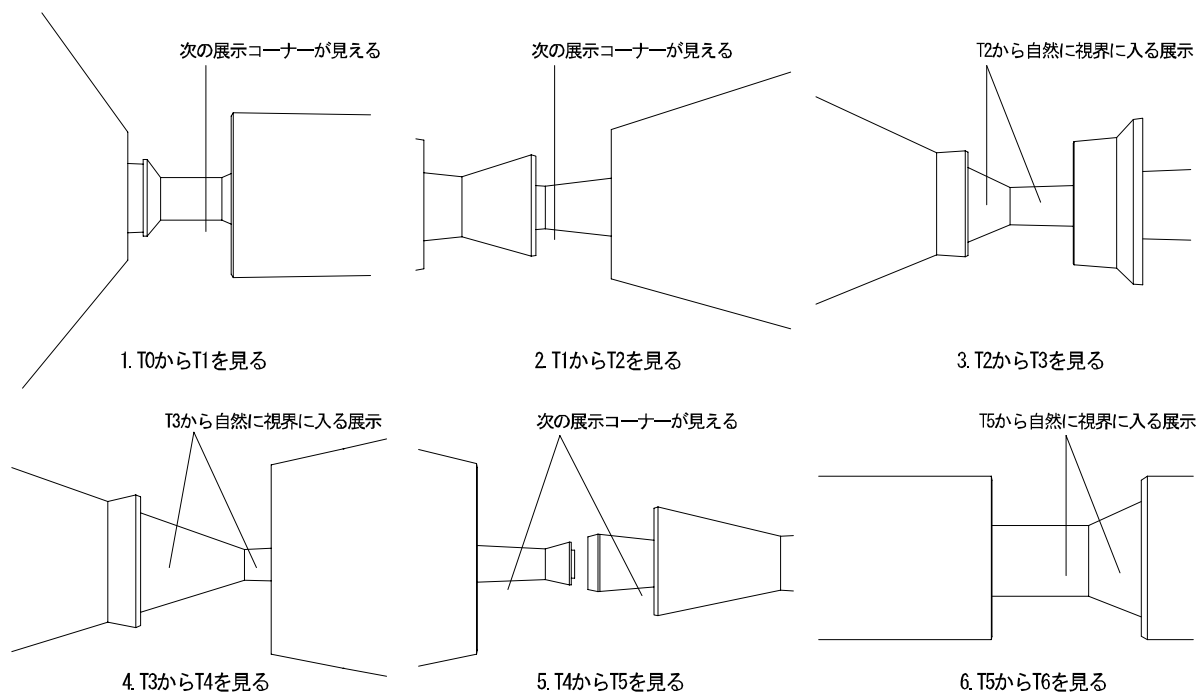 次の展示コーナーが見える
次の展示コーナーが見える
T2から自然に視界に入る展示
1. T0からT1を見る
2. T1からT2を見る
3. T2からT3を見る
T3から自然に視界に入る展示
次の展示コーナーが見える
T5から自然に視界に入る展示
4. T3からT4を見る
5. T4からT5を見る
6. T5からT6を見る